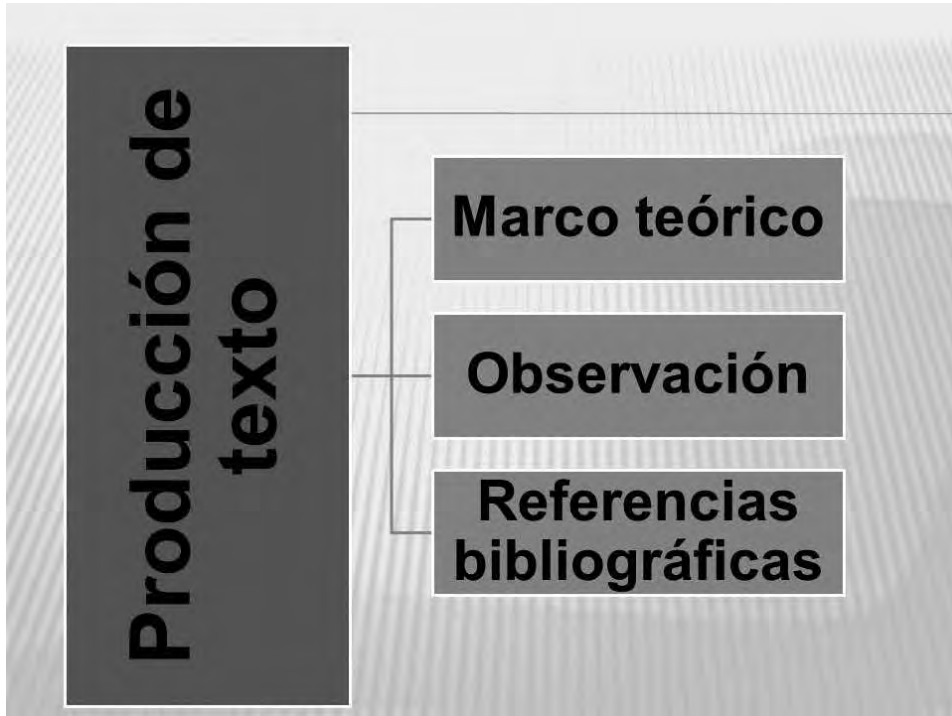 Producción de
texto
Marco teórico
Observación
Referencias
bibliográficas